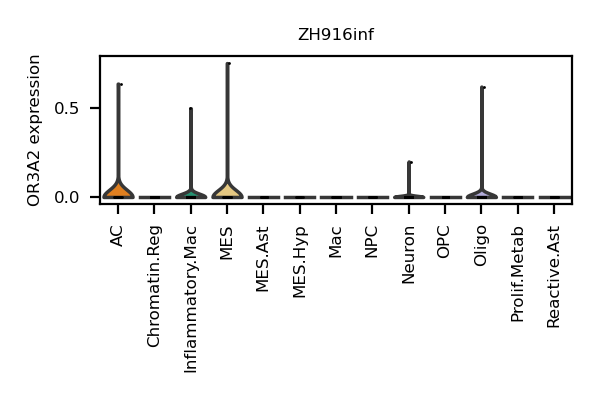 ZH916inf
OR3A2 expression
0.5
0.0
AC
Chromatin.Reg
Inflammatory.Mac
MES
MES.Ast
MES.Hyp
Mac
NPC
Neuron
OPC
Oligo
Prolif.Metab
Reactive.Ast